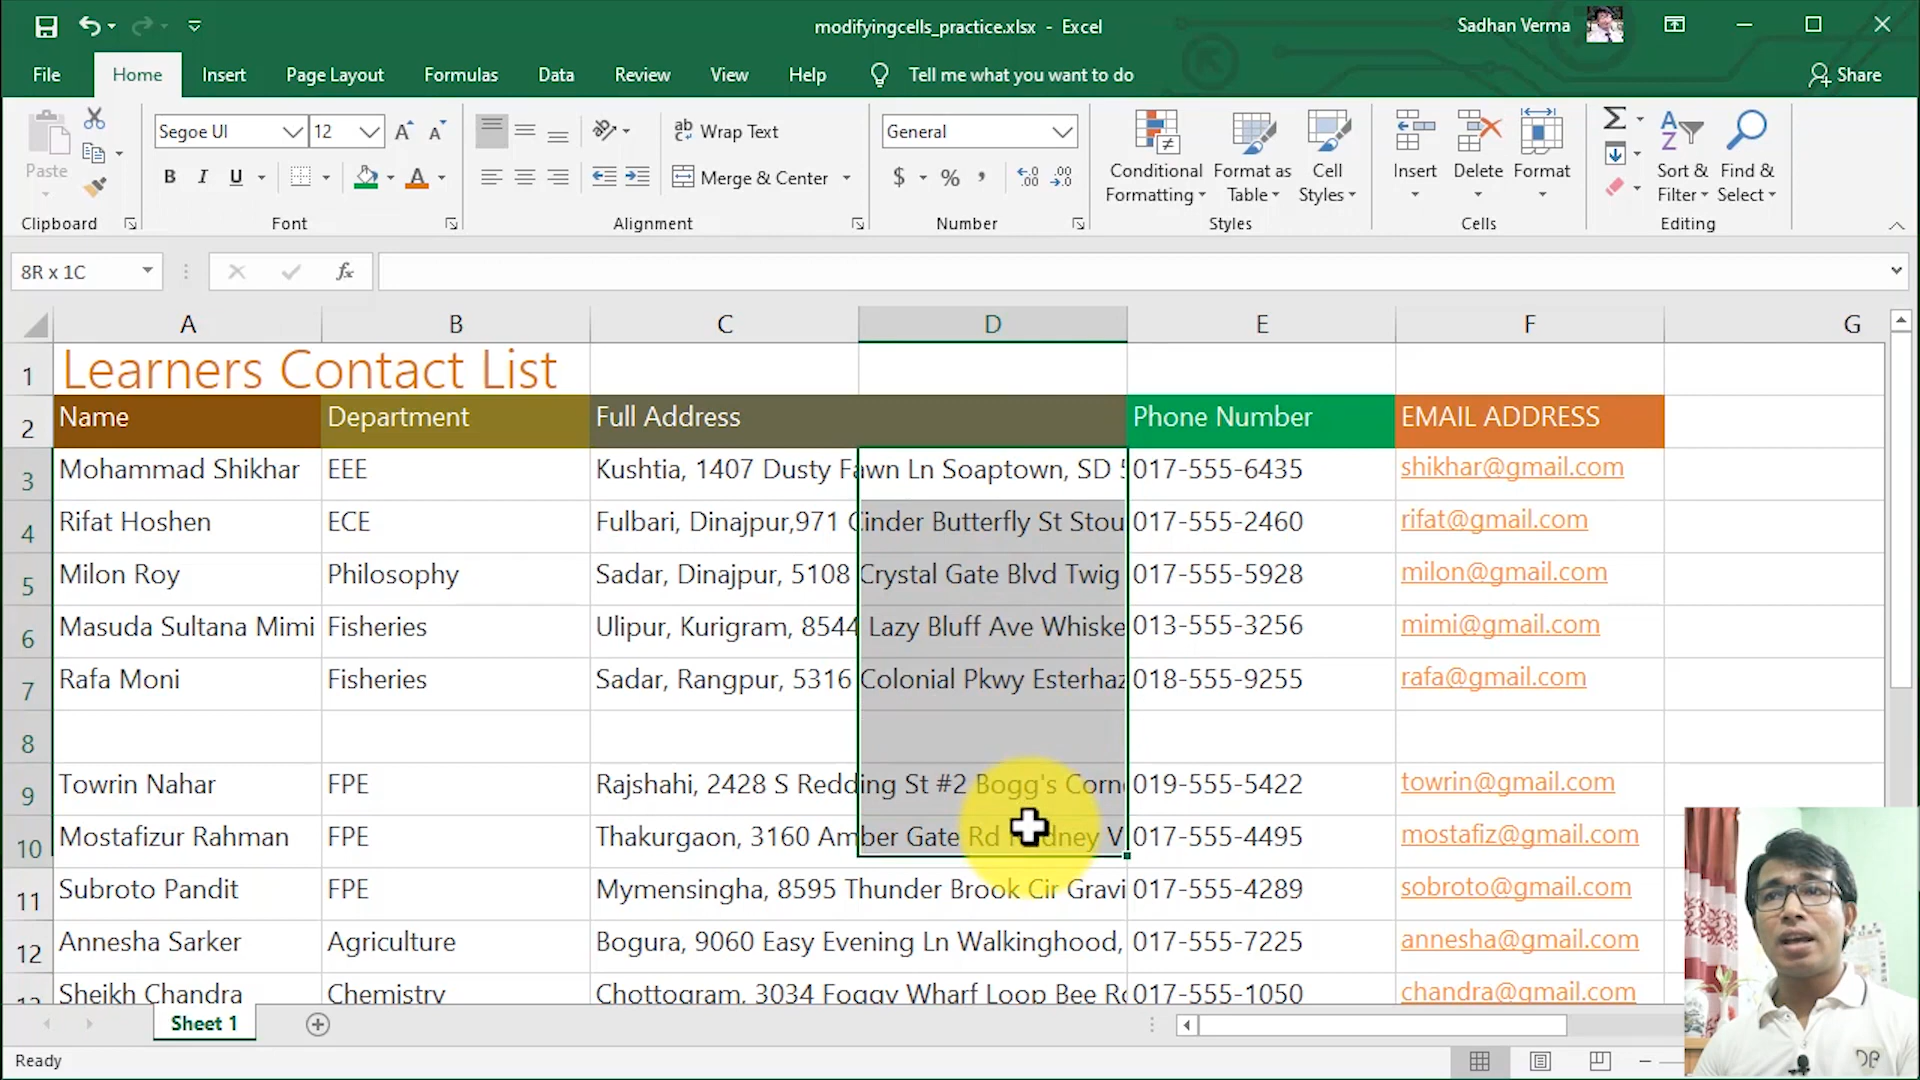 modifyingcells_practice.xlsx - Excel
Sadhan Verma
File Home Insert Page Layout Formulas Data Review View Help Tell me what you want to do Share
Segoe UI 12 Wrap Text General
Paste B I U Merge & Center $ % , Conditional Formatting Format as Table Cell Styles Insert Delete Format Sort & Filter Find & Select
Clipboard Font Alignment Number Styles Cells Editing
8R x 1C fx
A B C D E F G
1 Learners Contact List
2 Name Department Full Address Phone Number EMAIL ADDRESS
3 Mohammad Shikhar EEE Kushtia, 1407 Dusty Fawn Ln Soaptown, SD 017-555-6435 shikhar@gmail.com
4 Rifat Hoshen ECE Fulbari, Dinajpur,971 Cinder Butterfly St Stou 017-555-2460 rifat@gmail.com
5 Milon Roy Philosophy Sadar, Dinajpur, 5108 Crystal Gate Blvd Twig 017-555-5928 milon@gmail.com
6 Masuda Sultana Mimi Fisheries Ulipur, Kurigram, 8544 Lazy Bluff Ave Whiske 013-555-3256 mimi@gmail.com
7 Rafa Moni Fisheries Sadar, Rangpur, 5316 Colonial Pkwy Esterhaz 018-555-9255 rafa@gmail.com
8
9 Towrin Nahar FPE Rajshahi, 2428 S Redding St #2 Bogg's Corn 019-555-5422 towrin@gmail.com
10 Mostafizur Rahman FPE Thakurgaon, 3160 Amber Gate Rd V 017-555-4495 mostafiz@gmail.com
11 Subroto Pandit FPE Mymensingha, 8595 Thunder Brook Cir Gravi 017-555-4289 sobroto@gmail.com
12 Annesha Sarker Agriculture Bogura, 9060 Easy Evening Ln Walkinghood, 017-555-7225 annesha@gmail.com
13 Sheikh Chandra Chemistry Chottogram, 3034 Foggy Wharf Loop Bee 017-555-1050 chandra@gmail.com
Sheet 1
Ready